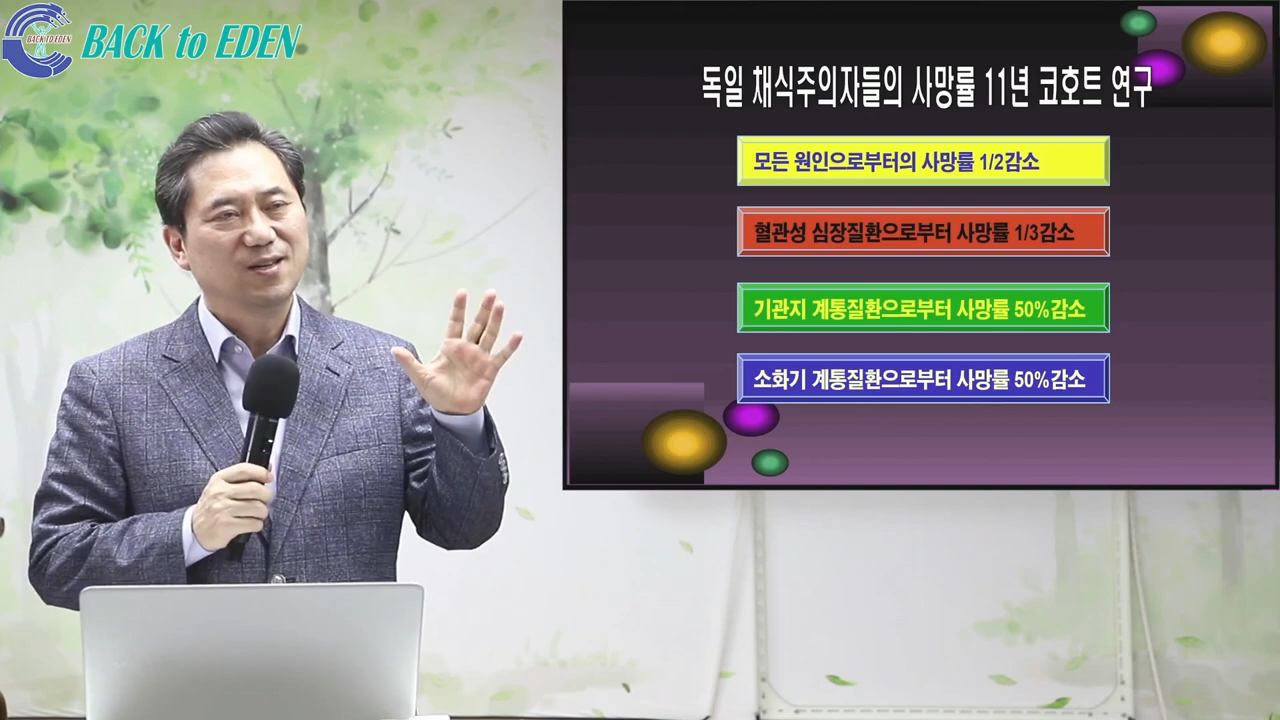 BACK TO EDEN
BACK to EDEN
독일 채식주의자들의 사망률 11년 코호트 연구
모든 원인으로부터의 사망률 1/2감소
혈관성 심장질환으로부터 사망률 1/3감소
기관지 계통질환으로부터 사망률 50%감소
소화기 계통질환으로부터 사망률 50%감소